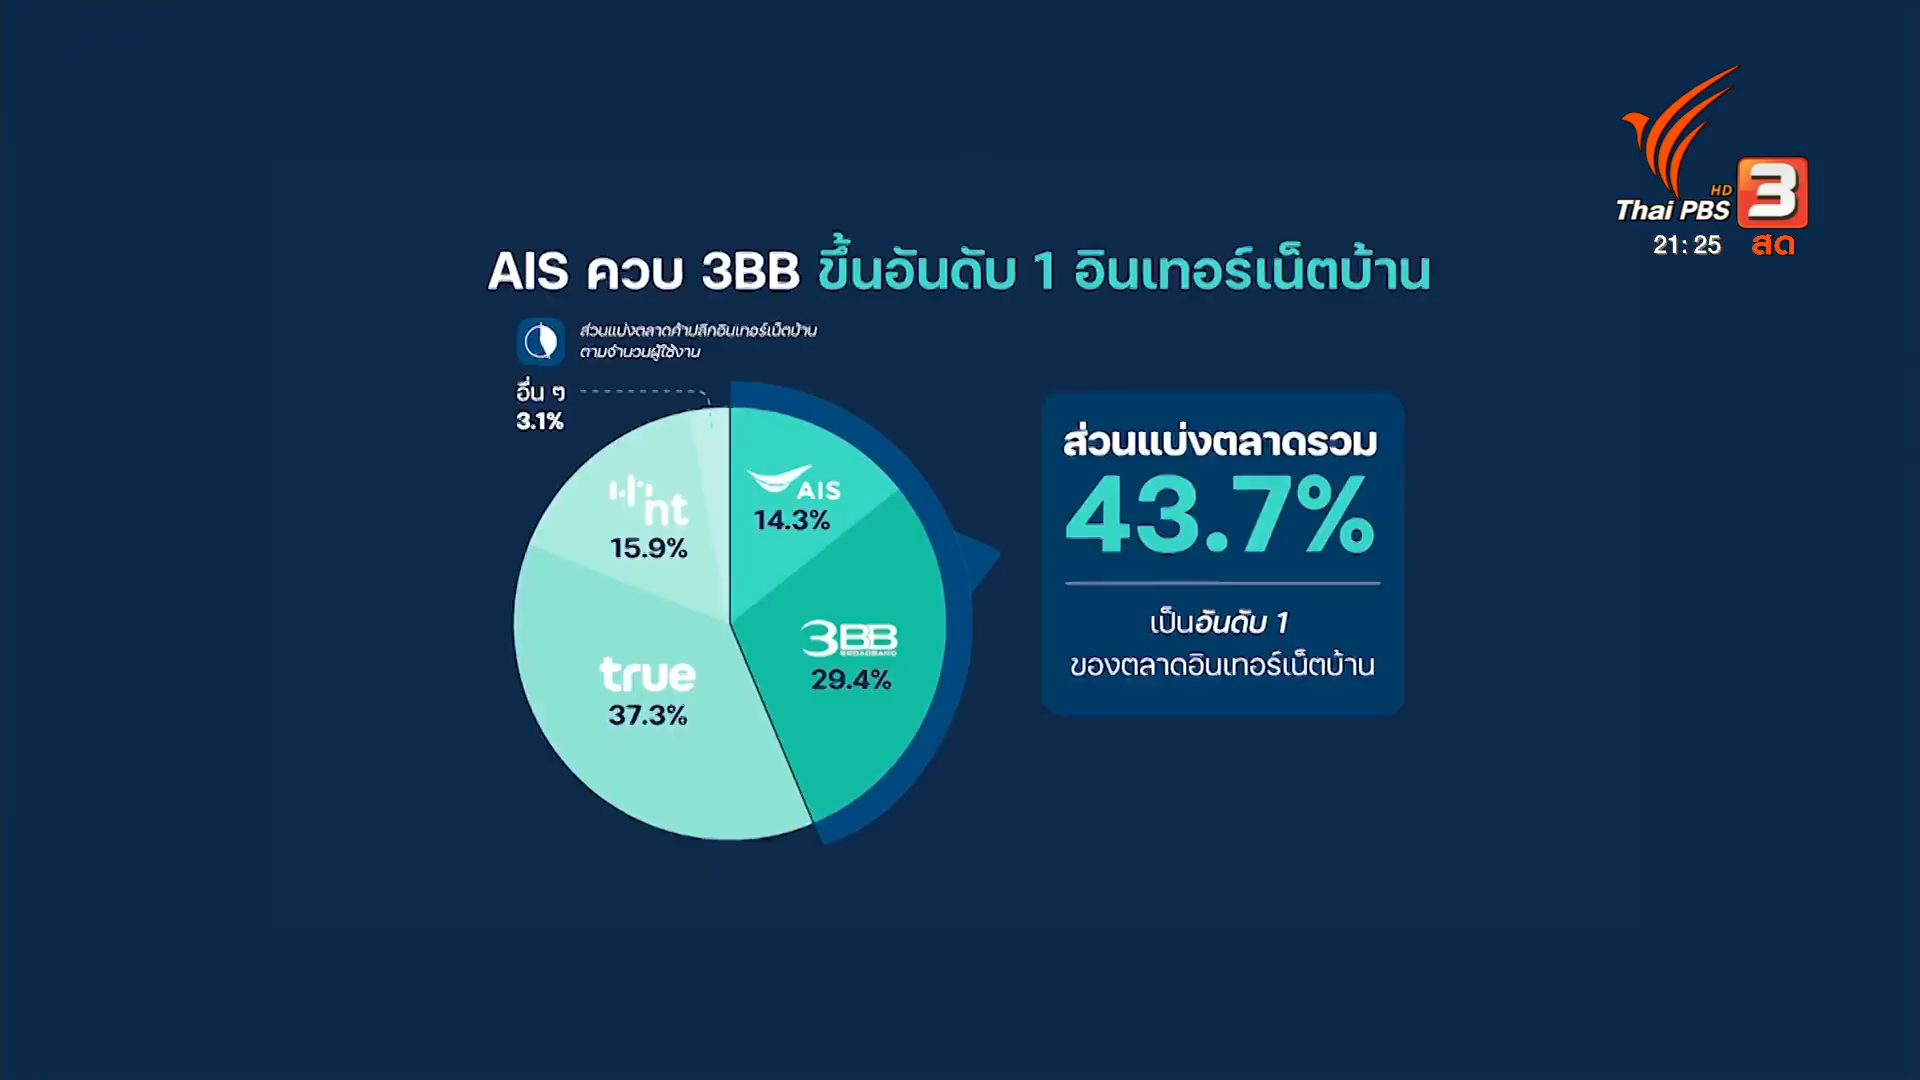 HD
Thai PBS 3
21:25 สด
AIS ควบ 3BB ขึ้นอันดับ 1 อินเทอร์เน็ตบ้าน
ส่วนแบ่งตลาดค้าปลีกอินเทอร์เน็ตบ้าน
ตามจำนวนผู้ใช้งาน
อื่น ๆ
3.1%
AIS
14.3%
nt
15.9%
3BB
BROADBAND
29.4%
true
37.3%
ส่วนแบ่งตลาดรวม
43.7%
เป็นอันดับ 1
ของตลาดอินเทอร์เน็ตบ้าน